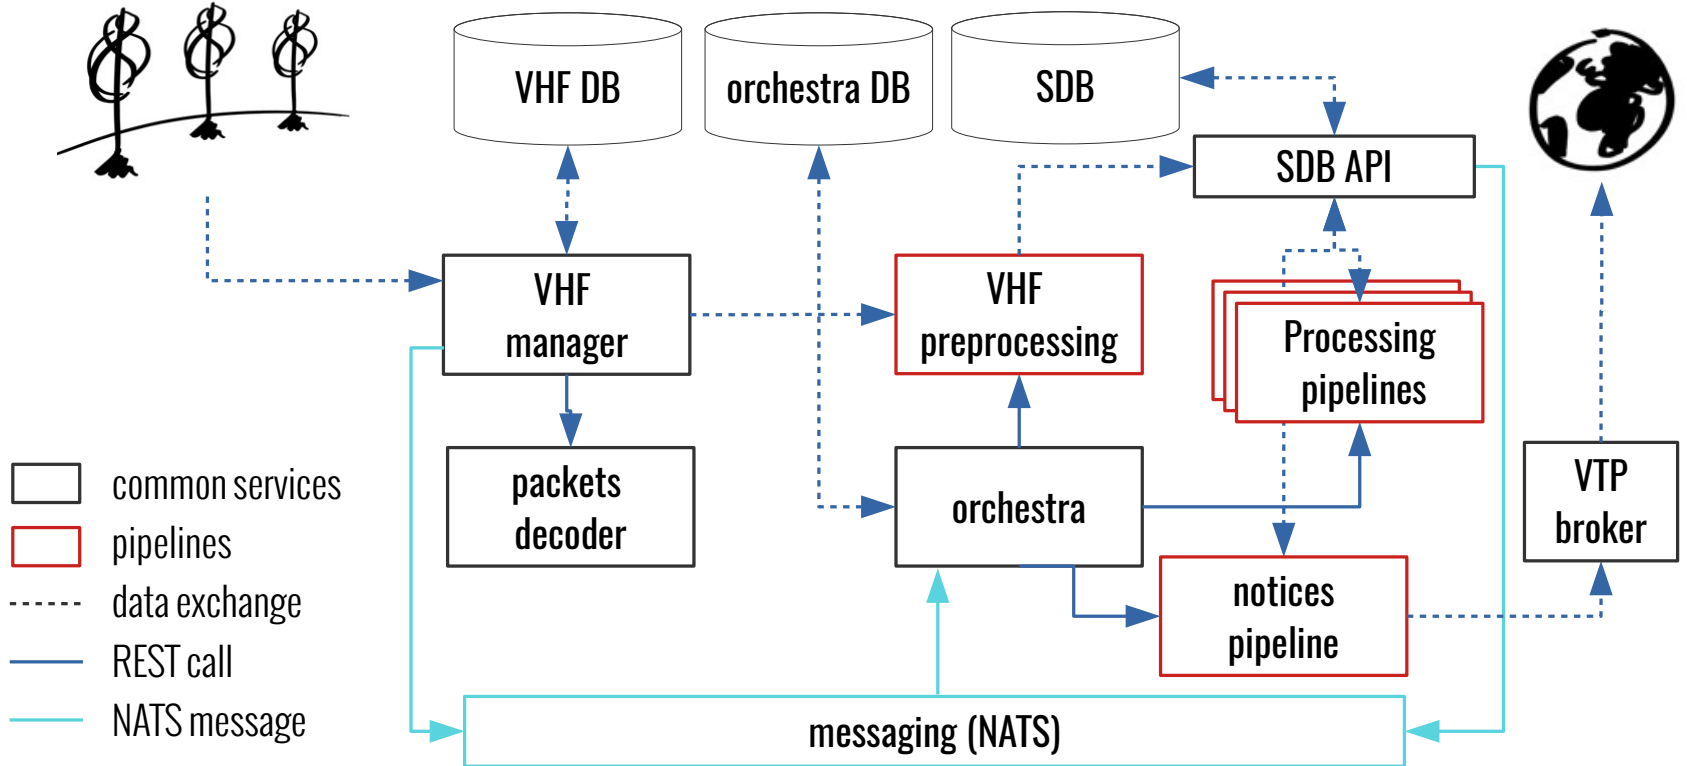 VHF DB
orchestra DB
SDB
SDB API
VHF
manager
VHF
preprocessing
Processing
pipelines
packets
decoder
orchestra
VTP
broker
notices
pipeline
messaging (NATS)
common services
pipelines
data exchange
REST call
NATS message